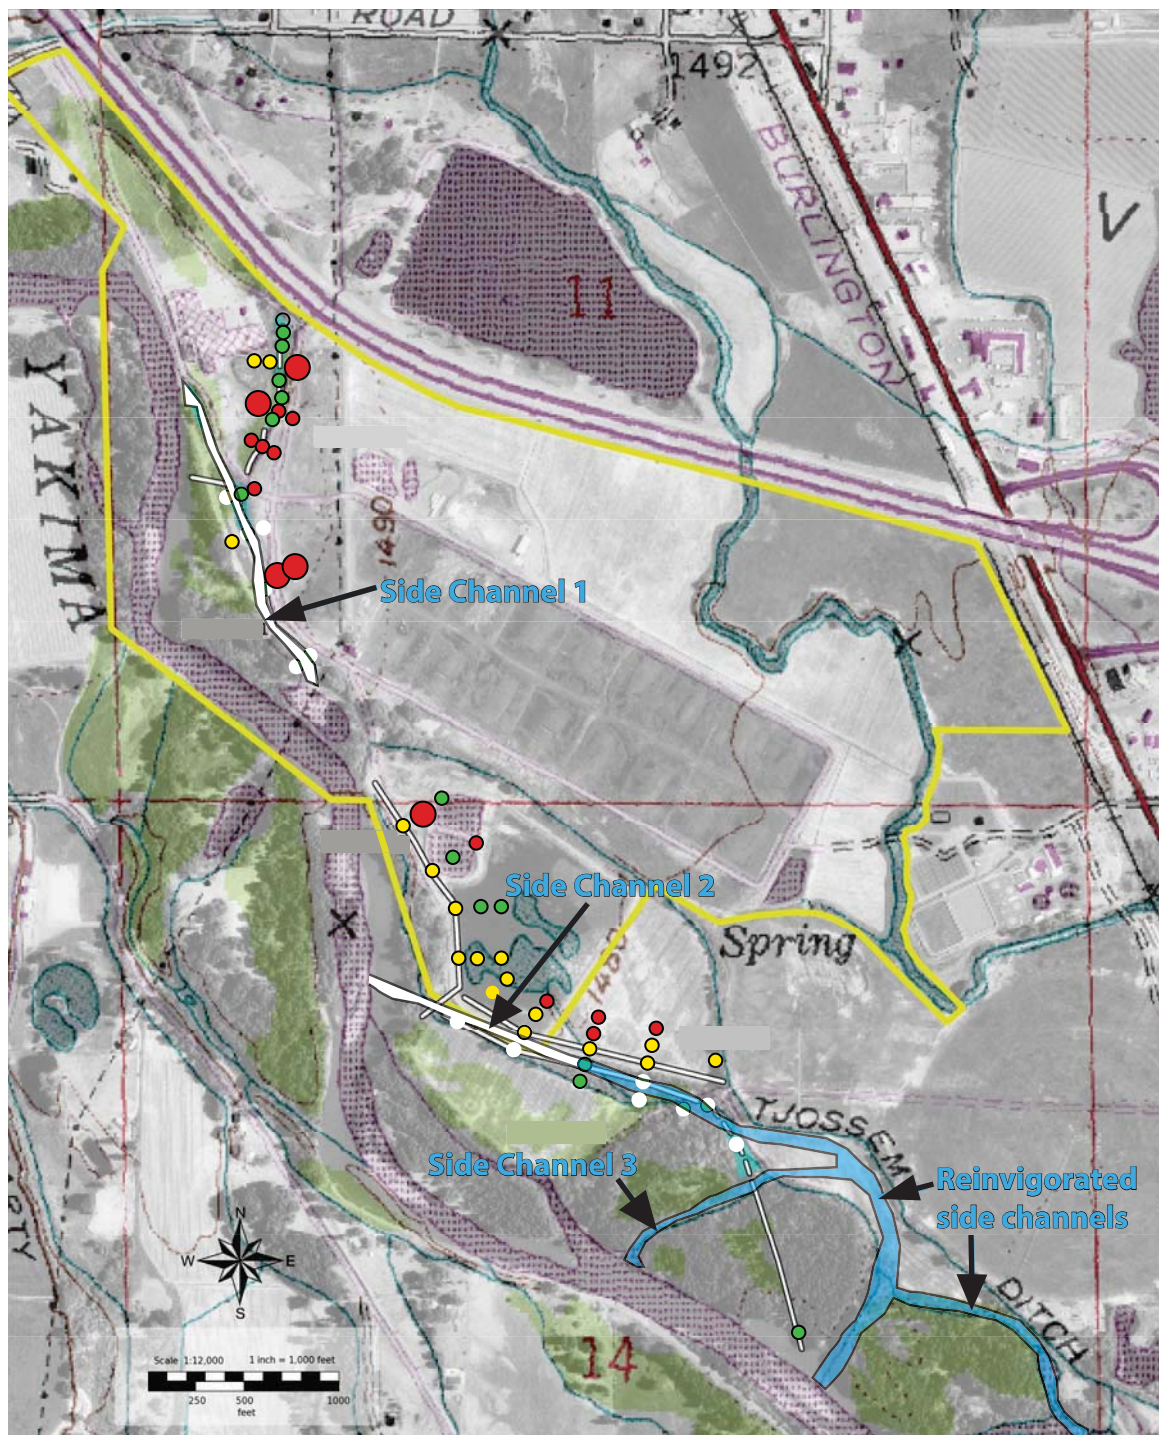 ROAD
1492
BURLINGTON
V
11
YAKIMA
1490
Side Channel 1
Side Channel 2
Spring
TJOSSEM
Side Channel 3
Reinvigorated
side channels
DITCH
N
W
E
S
14
Scale 1:12,000 1 inch = 1,000 feet
250 500 1000
feet